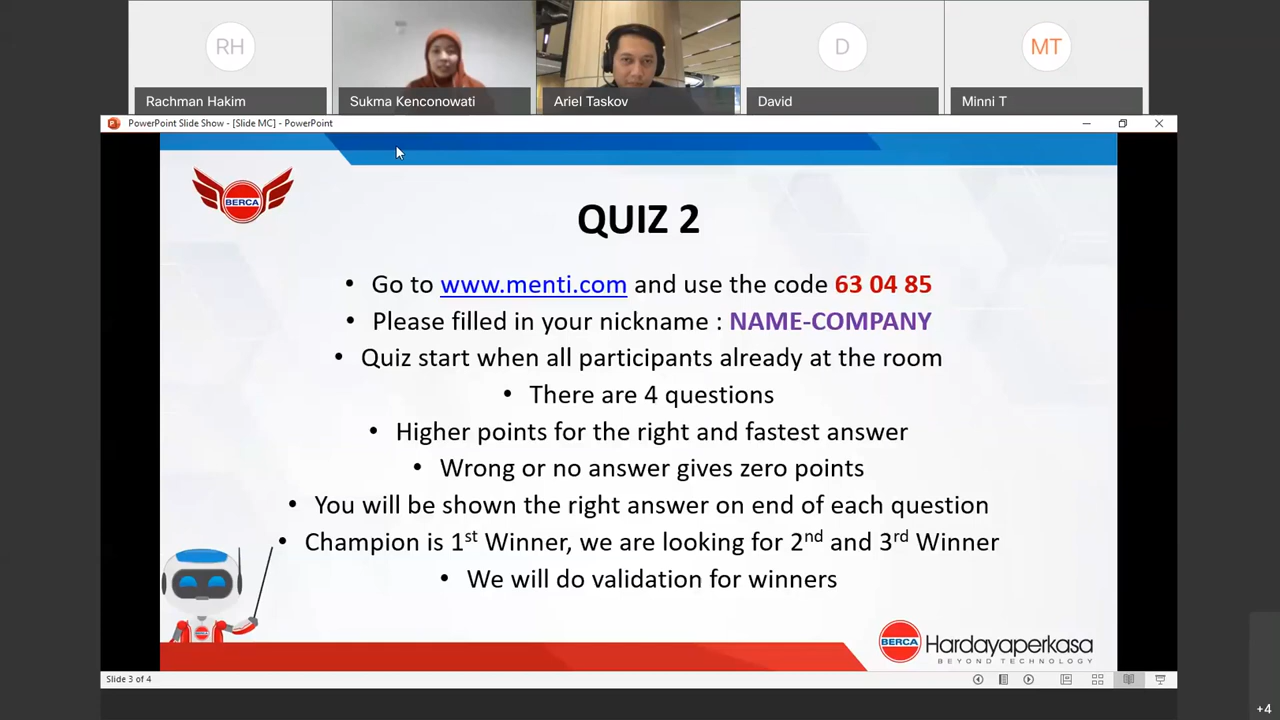 RH
D
MT
Rachman Hakim
Sukma Kenconowati
Ariel Taskov
David
Minni T
PowerPoint Slide Show - [Slide MC] - PowerPoint
BERCA
QUIZ 2
• Go to www.menti.com and use the code 63 04 85
• Please filled in your nickname : NAME-COMPANY
• Quiz start when all participants already at the room
• There are 4 questions
• Higher points for the right and fastest answer
• Wrong or no answer gives zero points
• You will be shown the right answer on end of each question
• Champion is 1st Winner, we are looking for 2nd and 3rd Winner
• We will do validation for winners
BERCA Hardayaperkasa
BEYOND TECHNOLOGY
Slide 3 of 4
+4